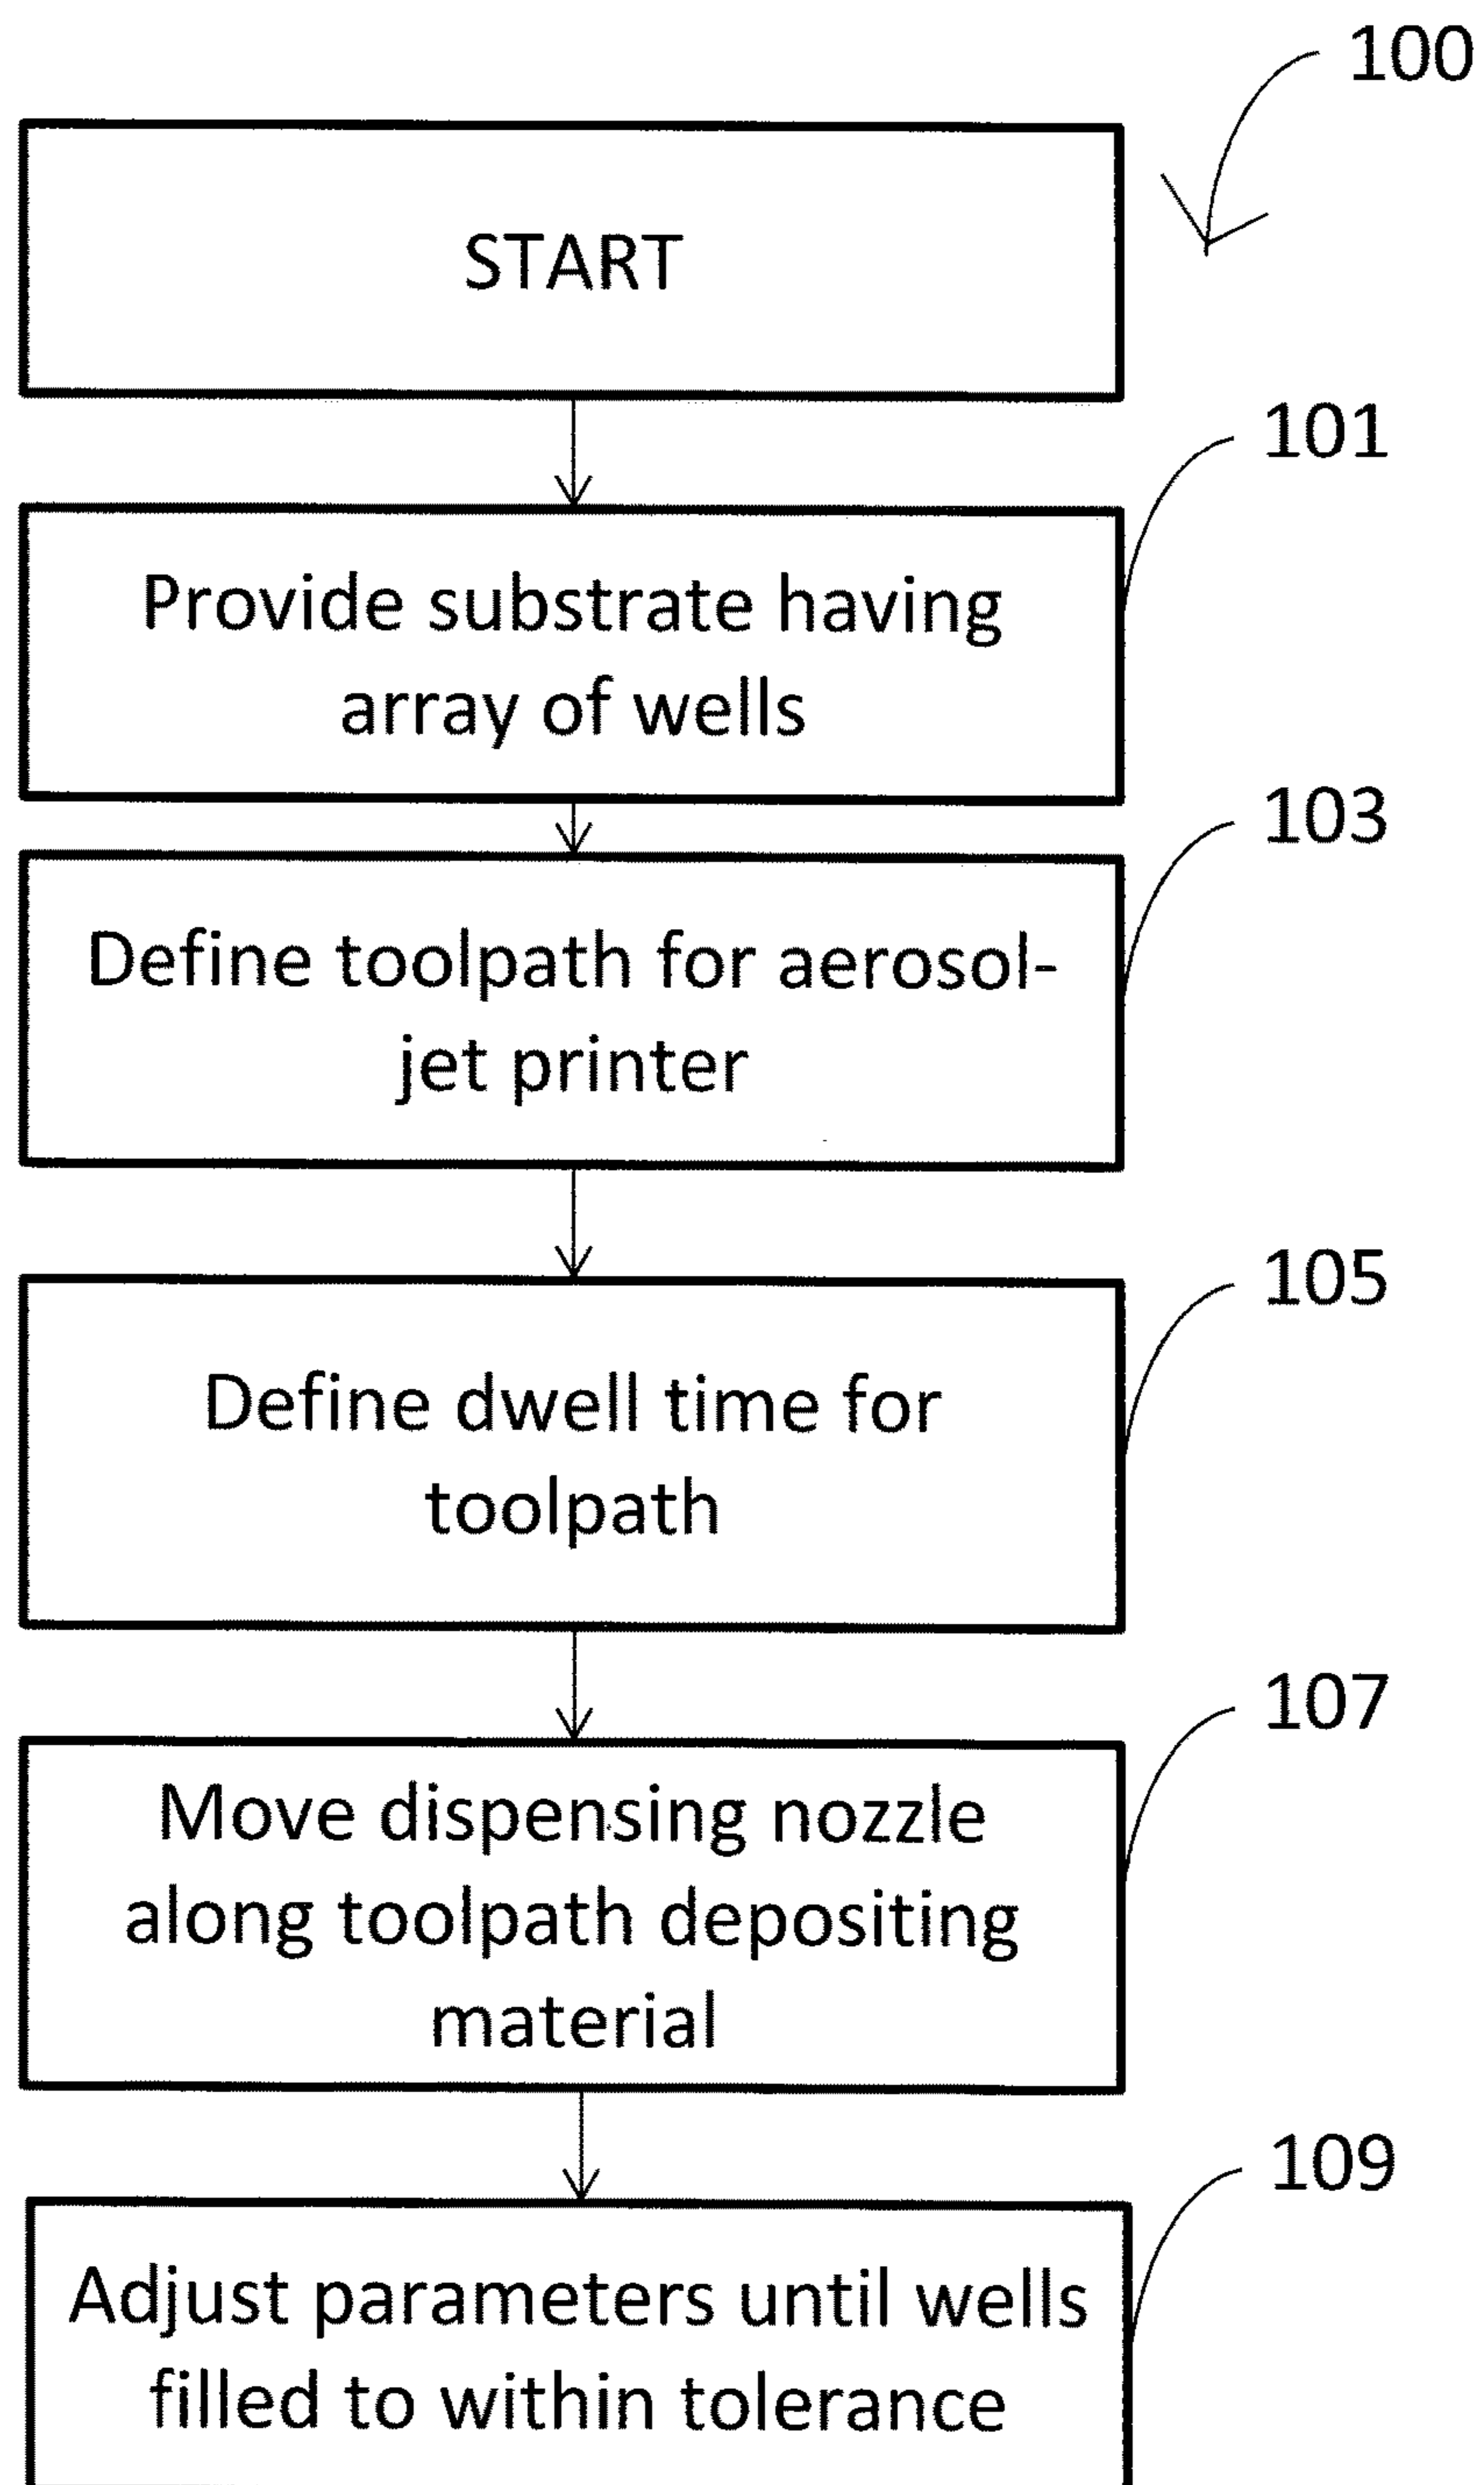 100
START
101
Provide substrate having
array of wells
103
Define toolpath for aerosol-
jet printer
105
Define dwell time for
toolpath
107
Move dispensing nozzle
along toolpath depositing
material
109
Adjust parameters until wells
filled to within tolerance